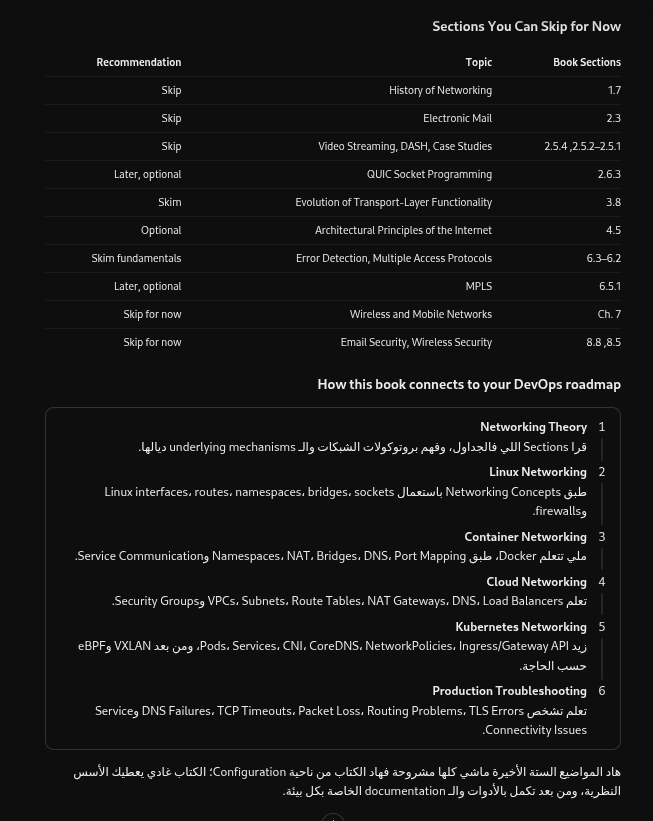 Sections You Can Skip for Now
Book Sections Topic Recommendation
1.7 History of Networking Skip
2.3 Electronic Mail Skip
2.5.4 ,2.5.2–2.5.1 Video Streaming, DASH, Case Studies Skip
2.6.3 QUIC Socket Programming Later, optional
3.8 Evolution of Transport-Layer Functionality Skim
4.5 Architectural Principles of the Internet Optional
6.3–6.2 Error Detection, Multiple Access Protocols Skim fundamentals
6.5.1 MPLS Later, optional
Ch. 7 Wireless and Mobile Networks Skip for now
8.8 ,8.5 Email Security, Wireless Security Skip for now
How this book connects to your DevOps roadmap
1 Networking Theory
قرا Sections اللي فالجداول، وفهم بروتوكولات الشبكات والـ underlying mechanisms ديالها.
2 Linux Networking
طبق Networking Concepts باستعمال Linux interfaces، routes، namespaces، bridges، sockets
وfirewalls.
3 Container Networking
ملي تتعلم Docker، طبق Namespaces، NAT، Bridges، DNS، Port Mapping وService Communication.
4 Cloud Networking
تعلم VPCs، Subnets، Route Tables، NAT Gateways، DNS، Load Balancers وSecurity Groups.
5 Kubernetes Networking
زيد Pods، Services، CNI، CoreDNS، NetworkPolicies، Ingress/Gateway API، ومن بعد VXLAN وeBPF
حسب الحاجة.
6 Production Troubleshooting
تعلم تشخص DNS Failures، TCP Timeouts، Packet Loss، Routing Problems، TLS Errors وService
Connectivity Issues.
هاد المواضيع الستة الأخيرة ماشي كلها مشروحة فهاد الكتاب من ناحية Configuration؛ الكتاب غادي يعطيك الأسس
النظرية، ومن بعد تكمل بالأدوات والـ documentation الخاصة بكل بيئة.